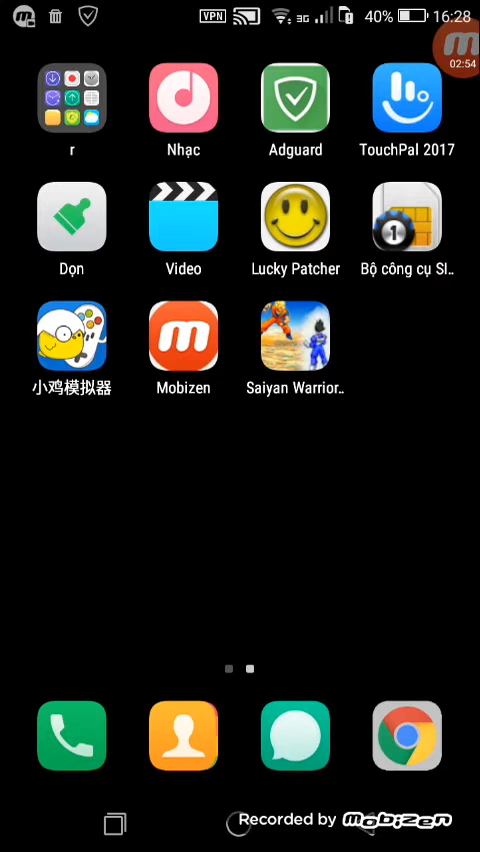 VPN 3G 40% 16:28
02:54
r Nhạc Adguard TouchPal 2017
Dọn Video Lucky Patcher Bộ công cụ SI..
1
小鸡模拟器 Mobizen Saiyan Warrior..
Recorded by Mobizen